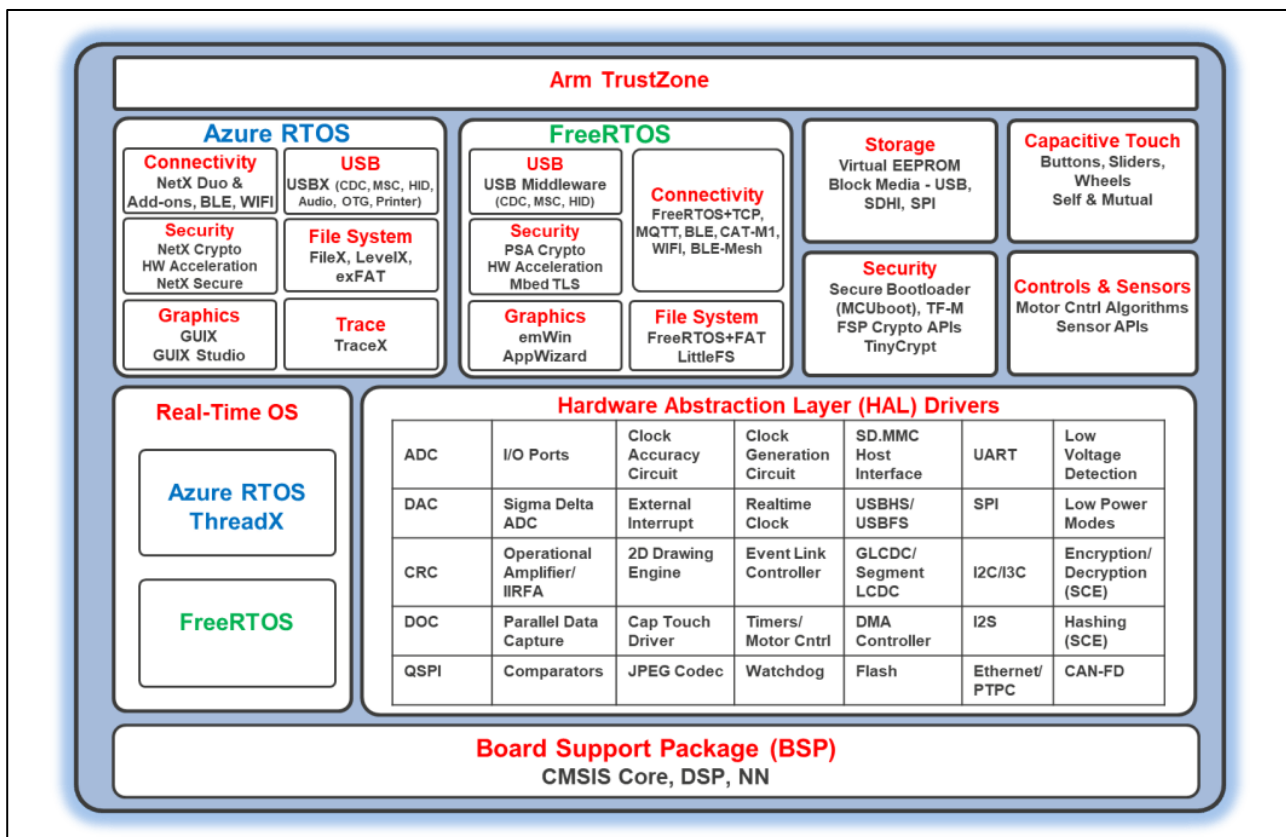 Arm TrustZone
Azure RTOS
Connectivity
NetX Duo &
Add-ons, BLE, WIFI
USB
USBX (CDC, MSC, HID,
Audio, OTG, Printer)
Security
NetX Crypto
HW Acceleration
NetX Secure
File System
FileX, LevelX,
exFAT
Graphics
GUIX
GUIX Studio
Trace
TraceX
FreeRTOS
USB
USB Middleware
(CDC, MSC, HID)
Connectivity
FreeRTOS+TCP,
MQTT, BLE, CAT-M1,
WIFI, BLE-Mesh
Security
PSA Crypto
HW Acceleration
Mbed TLS
Graphics
emWin
AppWizard
File System
FreeRTOS+FAT
LittleFS
Storage
Virtual EEPROM
Block Media - USB,
SDHI, SPI
Capacitive Touch
Buttons, Sliders,
Wheels
Self & Mutual
Security
Secure Bootloader
(MCUboot), TF-M
FSP Crypto APIs
TinyCrypt
Controls & Sensors
Motor Cntrl Algorithms
Sensor APIs
Real-Time OS
Azure RTOS
ThreadX
FreeRTOS
Hardware Abstraction Layer (HAL) Drivers
ADC
I/O Ports
Clock
Accuracy
Circuit
Clock
Generation
Circuit
SD.MMC
Host
Interface
UART
Low
Voltage
Detection
DAC
Sigma Delta
ADC
External
Interrupt
Realtime
Clock
USBHS/
USBFS
SPI
Low Power
Modes
CRC
Operational
Amplifier/
IIRFA
2D Drawing
Engine
Event Link
Controller
GLCDC/
Segment
LCDC
I2C/I3C
Encryption/
Decryption
(SCE)
DOC
Parallel Data
Capture
Cap Touch
Driver
Timers/
Motor Cntrl
DMA
Controller
I2S
Hashing
(SCE)
QSPI
Comparators
JPEG Codec
Watchdog
Flash
Ethernet/
PTPC
CAN-FD
Board Support Package (BSP)
CMSIS Core, DSP, NN